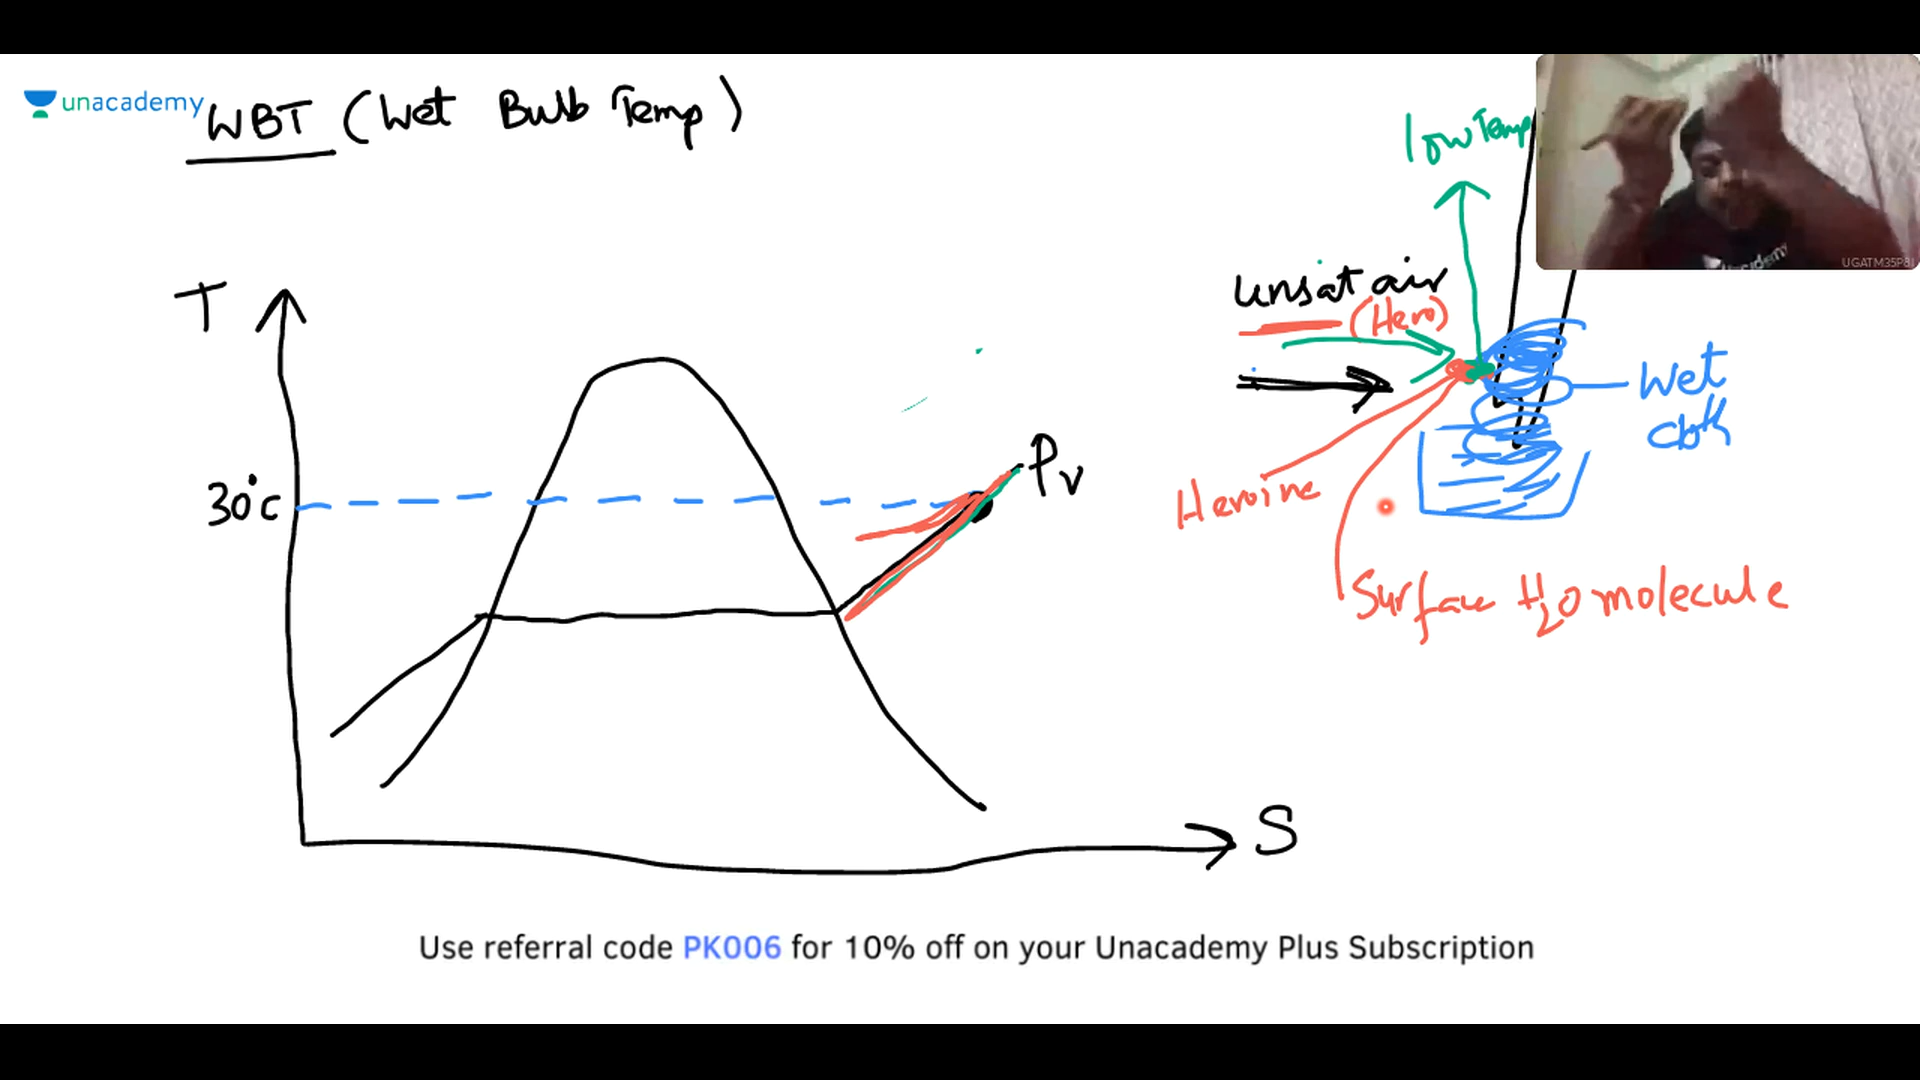 unacademy
WBT (Wet Bulb Temp)
low Temp
unsat air
(Hero)
T
Wet
cloth
Pv
30°C
Heroine
Surface H2O molecule
S
Use referral code PK006 for 10% off on your Unacademy Plus Subscription